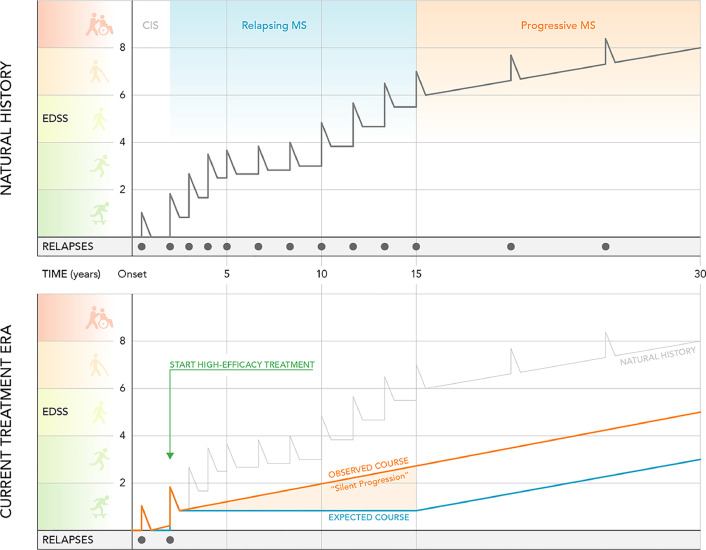 NATURAL HISTORY
CIS
Relapsing MS
Progressive MS
8
6
EDSS
4
2
RELAPSES
TIME (years)
Onset
5
10
15
30
CURRENT TREATMENT ERA
8
START HIGH-EFFICACY TREATMENT
NATURAL HISTORY
6
EDSS
4
OBSERVED COURSE
"Silent Progression"
2
EXPECTED COURSE
RELAPSES